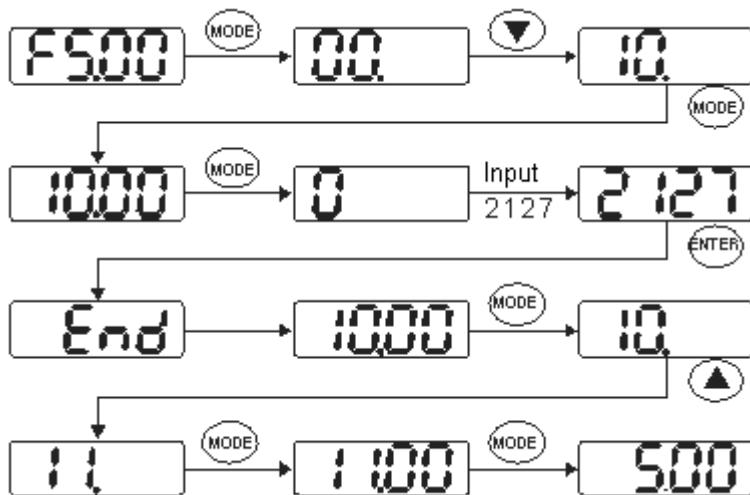 F5.00
MODE
00.
▼
10.
MODE
10.00
MODE
0
Input
2127
2127
ENTER
End
10.00
MODE
10.
▲
11.
MODE
11.00
MODE
5.00